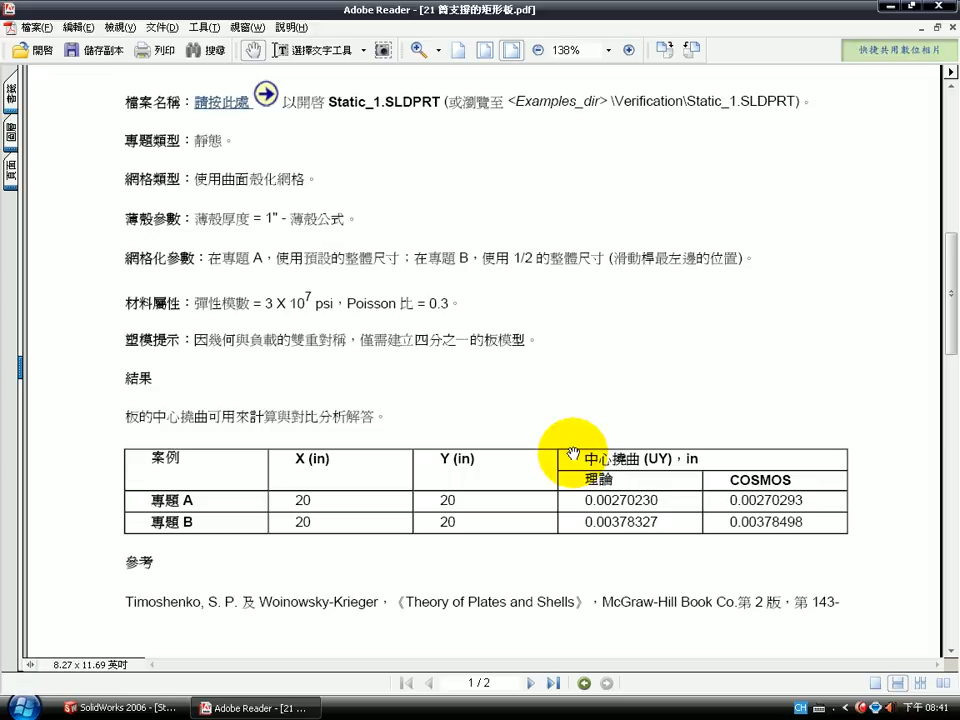 Adobe Reader - [21 簡支撐的矩形板.pdf]
檔案(F) 編輯(E) 檢視(V) 文件(D) 工具(T) 視窗(W) 說明(H)
開啓 儲存副本 列印 搜尋 選擇文字工具 138% 快捷共用數位相片
書籤
頁面
檔案名稱：請按此處 以開啓 Static_1.SLDPRT (或瀏覽至 <Examples_dir> \Verification\Static_1.SLDPRT)。
專題類型：靜態。
網格類型：使用曲面殼化網格。
薄殼參數：薄殼厚度 = 1" - 薄殼公式。
網格化參數：在專題 A，使用預設的整體尺寸；在專題 B，使用 1/2 的整體尺寸 (滑動桿最左邊的位置)。
材料屬性：彈性模數 = 3 X 10^7 psi，Poisson 比 = 0.3。
塑模提示：因幾何與負載的雙重對稱，僅需建立四分之一的板模型。
結果
板的中心撓曲可用來計算與對比分析解答。
案例 X (in) Y (in) 中心撓曲 (UY)，in
理論 COSMOS
專題 A 20 20 0.00270230 0.00270293
專題 B 20 20 0.00378327 0.00378498
參考
Timoshenko, S. P. 及 Woinowsky-Krieger，《Theory of Plates and Shells》，McGraw-Hill Book Co.第 2 版，第 143-
8.27 x 11.69 英吋
1 / 2
SolidWorks 2006 - [St... Adobe Reader - [21 ... CH 下午 08:41